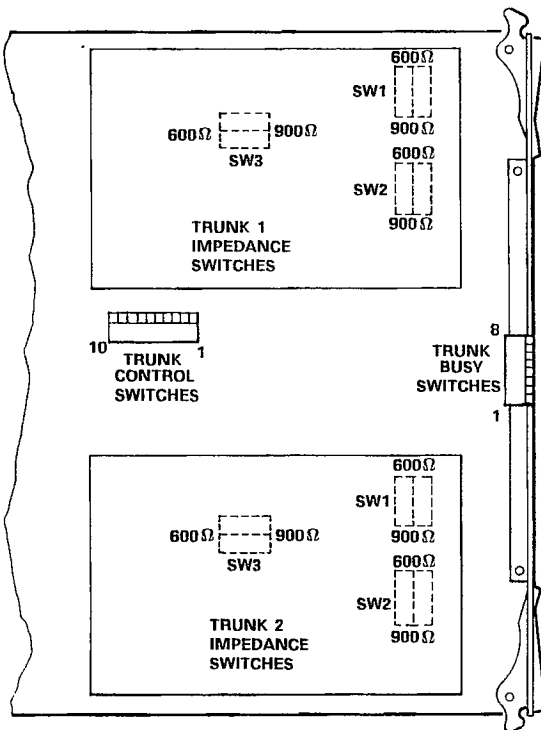 600Ω
SW1
900Ω
600Ω 900Ω
SW3
600Ω
SW2
900Ω
TRUNK 1
IMPEDANCE
SWITCHES
10 1
TRUNK
CONTROL
SWITCHES
8
TRUNK
BUSY
SWITCHES
1
600Ω
SW1
900Ω
600Ω 900Ω
SW3
600Ω
SW2
900Ω
TRUNK 2
IMPEDANCE
SWITCHES